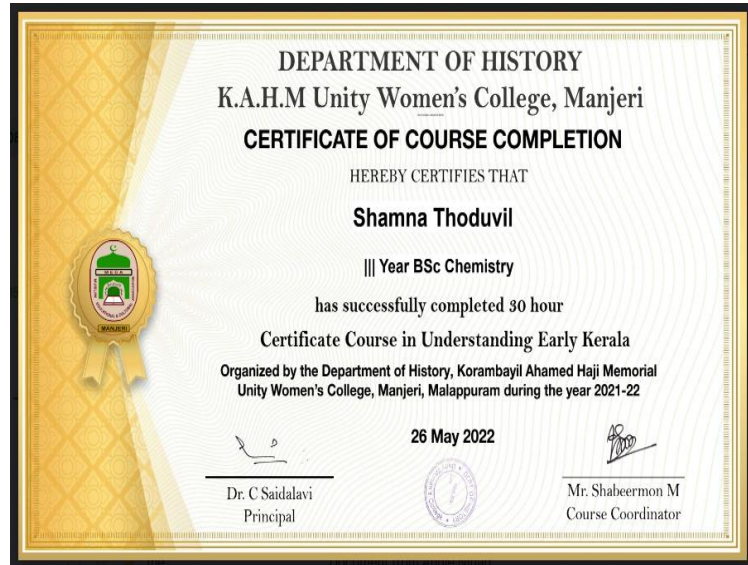 DEPARTMENT OF HISTORY
K.A.H.M Unity Women's College, Manjeri
CERTIFICATE OF COURSE COMPLETION
HEREBY CERTIFIES THAT
Shamna Thoduvil
||| Year BSc Chemistry
has successfully completed 30 hour
Certificate Course in Understanding Early Kerala
Organized by the Department of History, Korambayil Ahamed Haji Memorial
Unity Women's College, Manjeri, Malappuram during the year 2021-22
26 May 2022
Dr. C Saidalavi
Principal
Mr. Shabeermon M
Course Coordinator
MECA
MANJERI